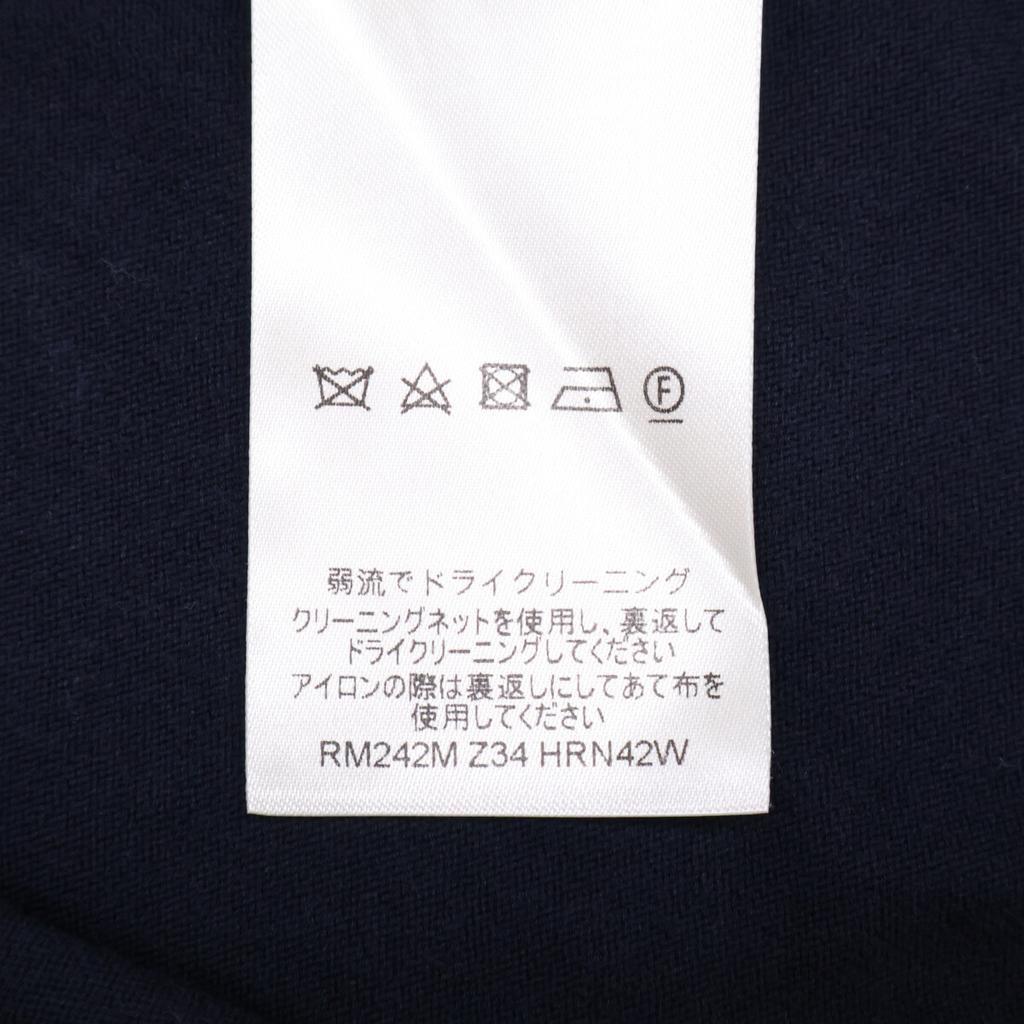 F
弱流でドライクリーニング
クリーニングネットを使用し、裏返して
ドライクリーニングしてください
アイロンの際は裏返しにしてあて布を
使用してください
RM242M Z34 HRN42W